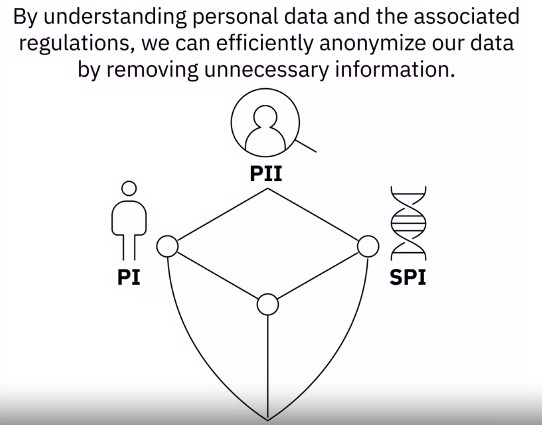 By understanding personal data and the associated
regulations, we can efficiently anonymize our data
by removing unnecessary information.
PII
PI
SPI